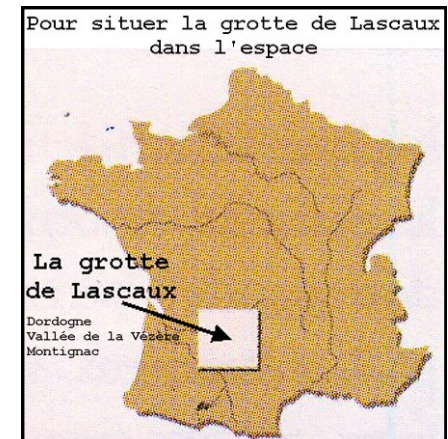 Pour situer la grotte de Lascaux
dans l'espace
La grotte
de Lascaux
Dordogne
Vallée de la Vézère
Montignac